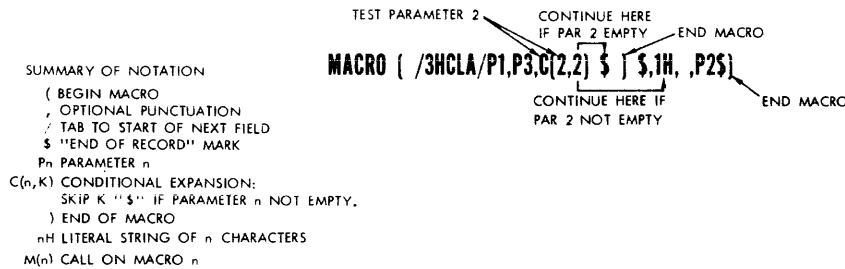 TEST PARAMETER 2
CONTINUE HERE
IF PAR 2 EMPTY
END MACRO
MACRO ( /3HCLA/P1,P3,C(2,2) $ ) $,1H, ,P2$)
CONTINUE HERE IF
PAR 2 NOT EMPTY
END MACRO
SUMMARY OF NOTATION
( BEGIN MACRO
, OPTIONAL PUNCTUATION
/ TAB TO START OF NEXT FIELD
$ "END OF RECORD" MARK
Pn PARAMETER n
C(n,K) CONDITIONAL EXPANSION:
SKIP K "$" IF PARAMETER n NOT EMPTY.
) END OF MACRO
nH LITERAL STRING OF n CHARACTERS
M(n) CALL ON MACRO n